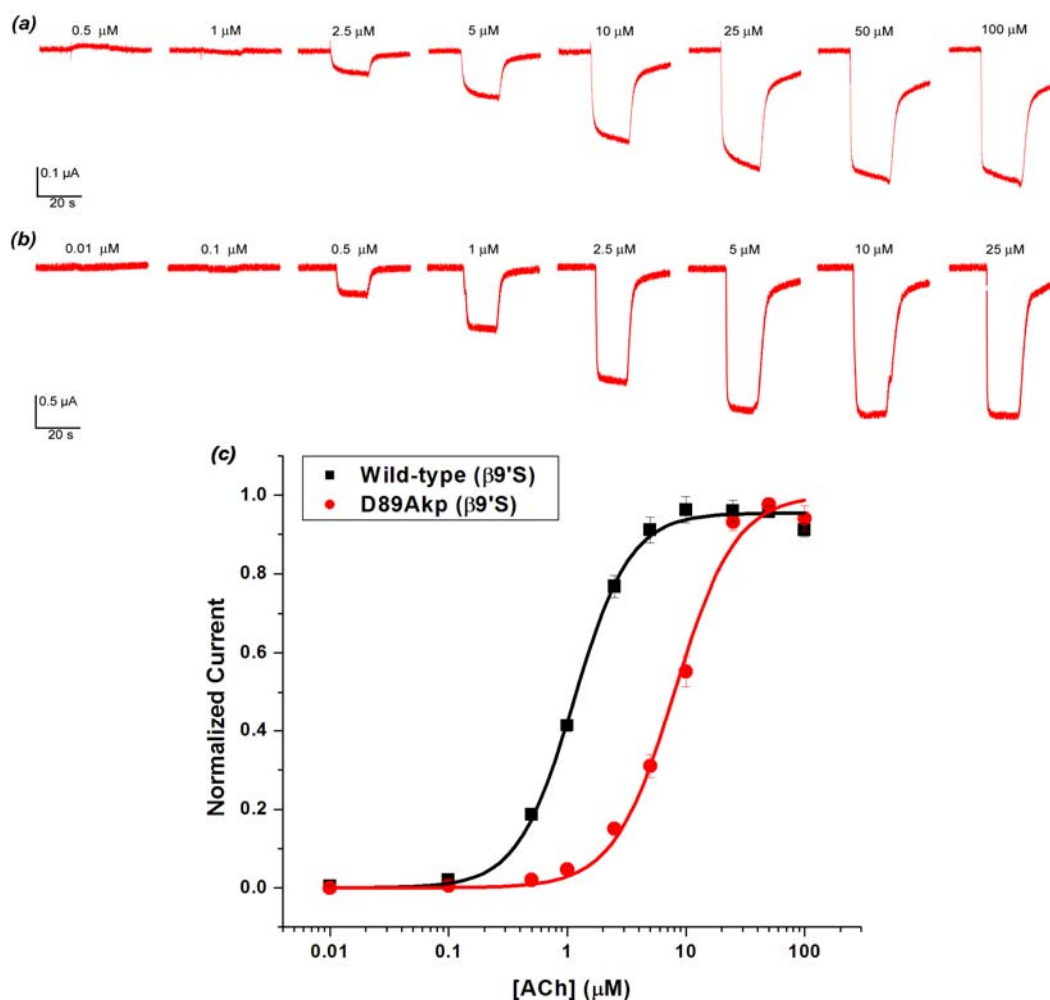 (a)
0.5 μM 1 μM 2.5 μM 5 μM 10 μM 25 μM 50 μM 100 μM
0.1 μA
20 s
(b)
0.01 μM 0.1 μM 0.5 μM 1 μM 2.5 μM 5 μM 10 μM 25 μM
0.5 μA
20 s
(c)
Wild-type (β9'S)
D89Akp (β9'S)
1.0
0.8
0.6
0.4
0.2
0.0
Normalized Current
0.01 0.1 1 10 100
[ACh] (μM)